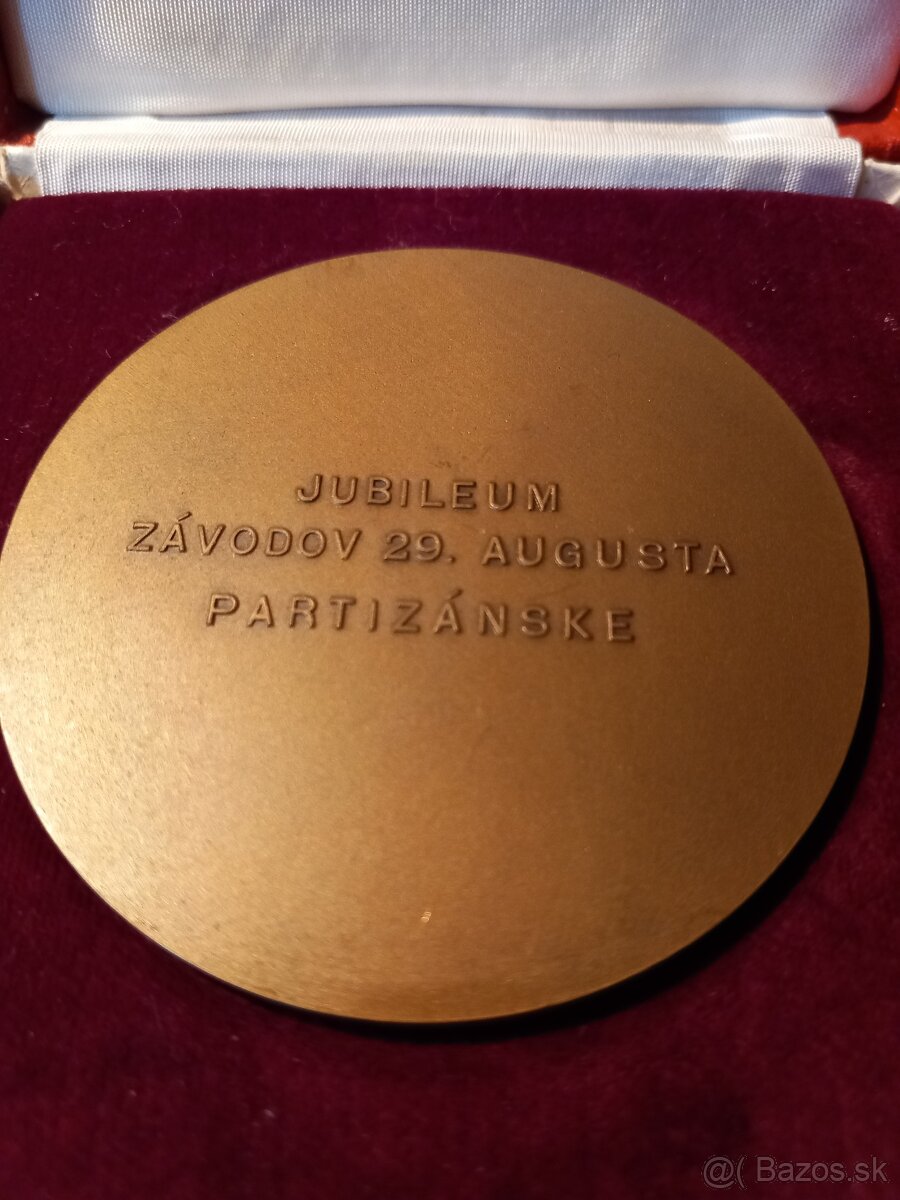 JUBILEUM
ZÁVODOV 29. AUGUSTA
PARTIZÁNSKE
@( Bazos.sk